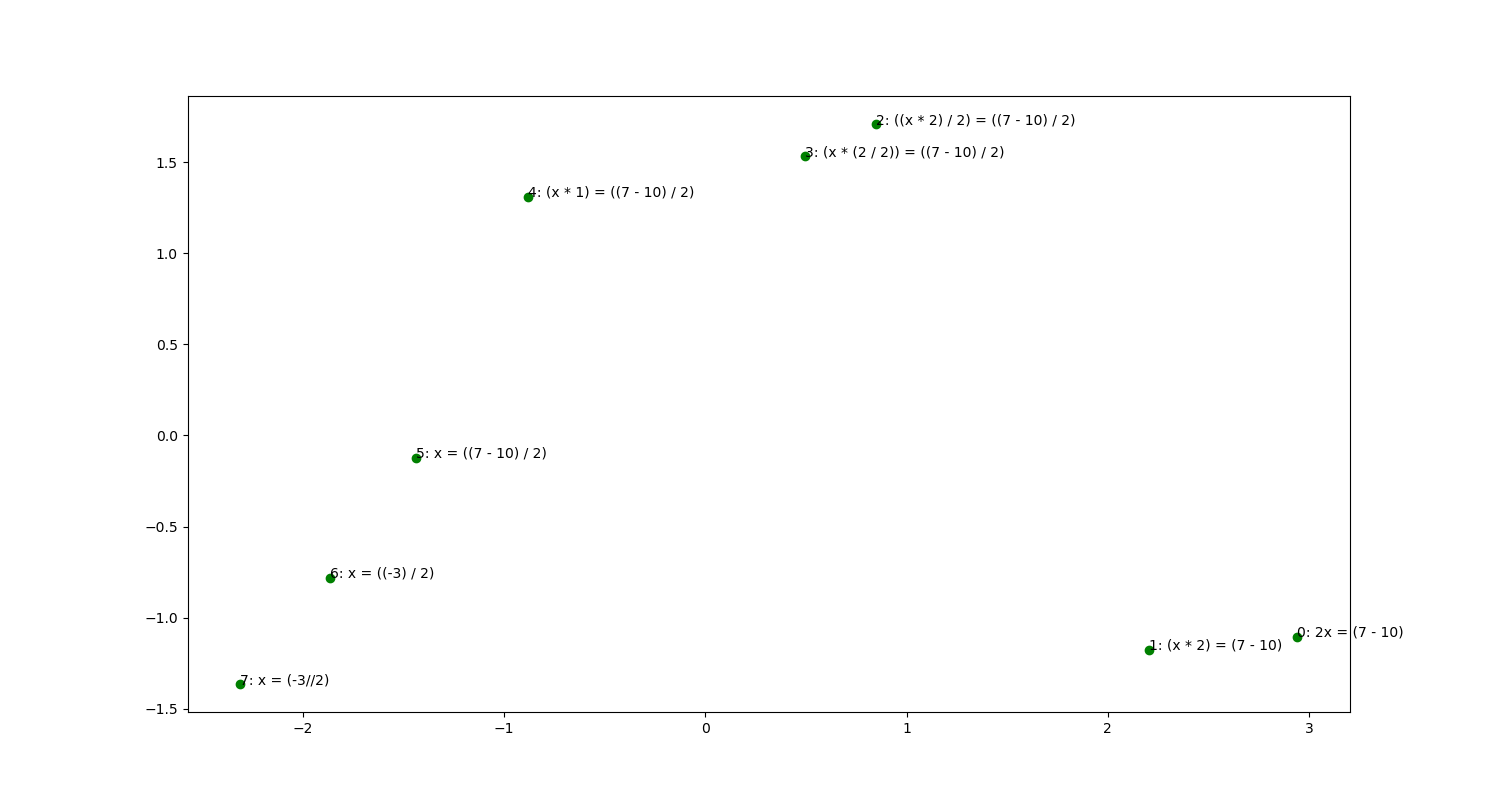 2: ((x * 2) / 2) = ((7 - 10) / 2)
3: (x * (2 / 2)) = ((7 - 10) / 2)
1.5
4: (x * 1) = ((7 - 10) / 2)
1.0
0.5
0.0
5: x = ((7 - 10) / 2)
−0.5
6: x = ((-3) / 2)
−1.0
0: 2x = (7 - 10)
1: (x * 2) = (7 - 10)
7: x = (-3//2)
−1.5
−2 −1 0 1 2 3